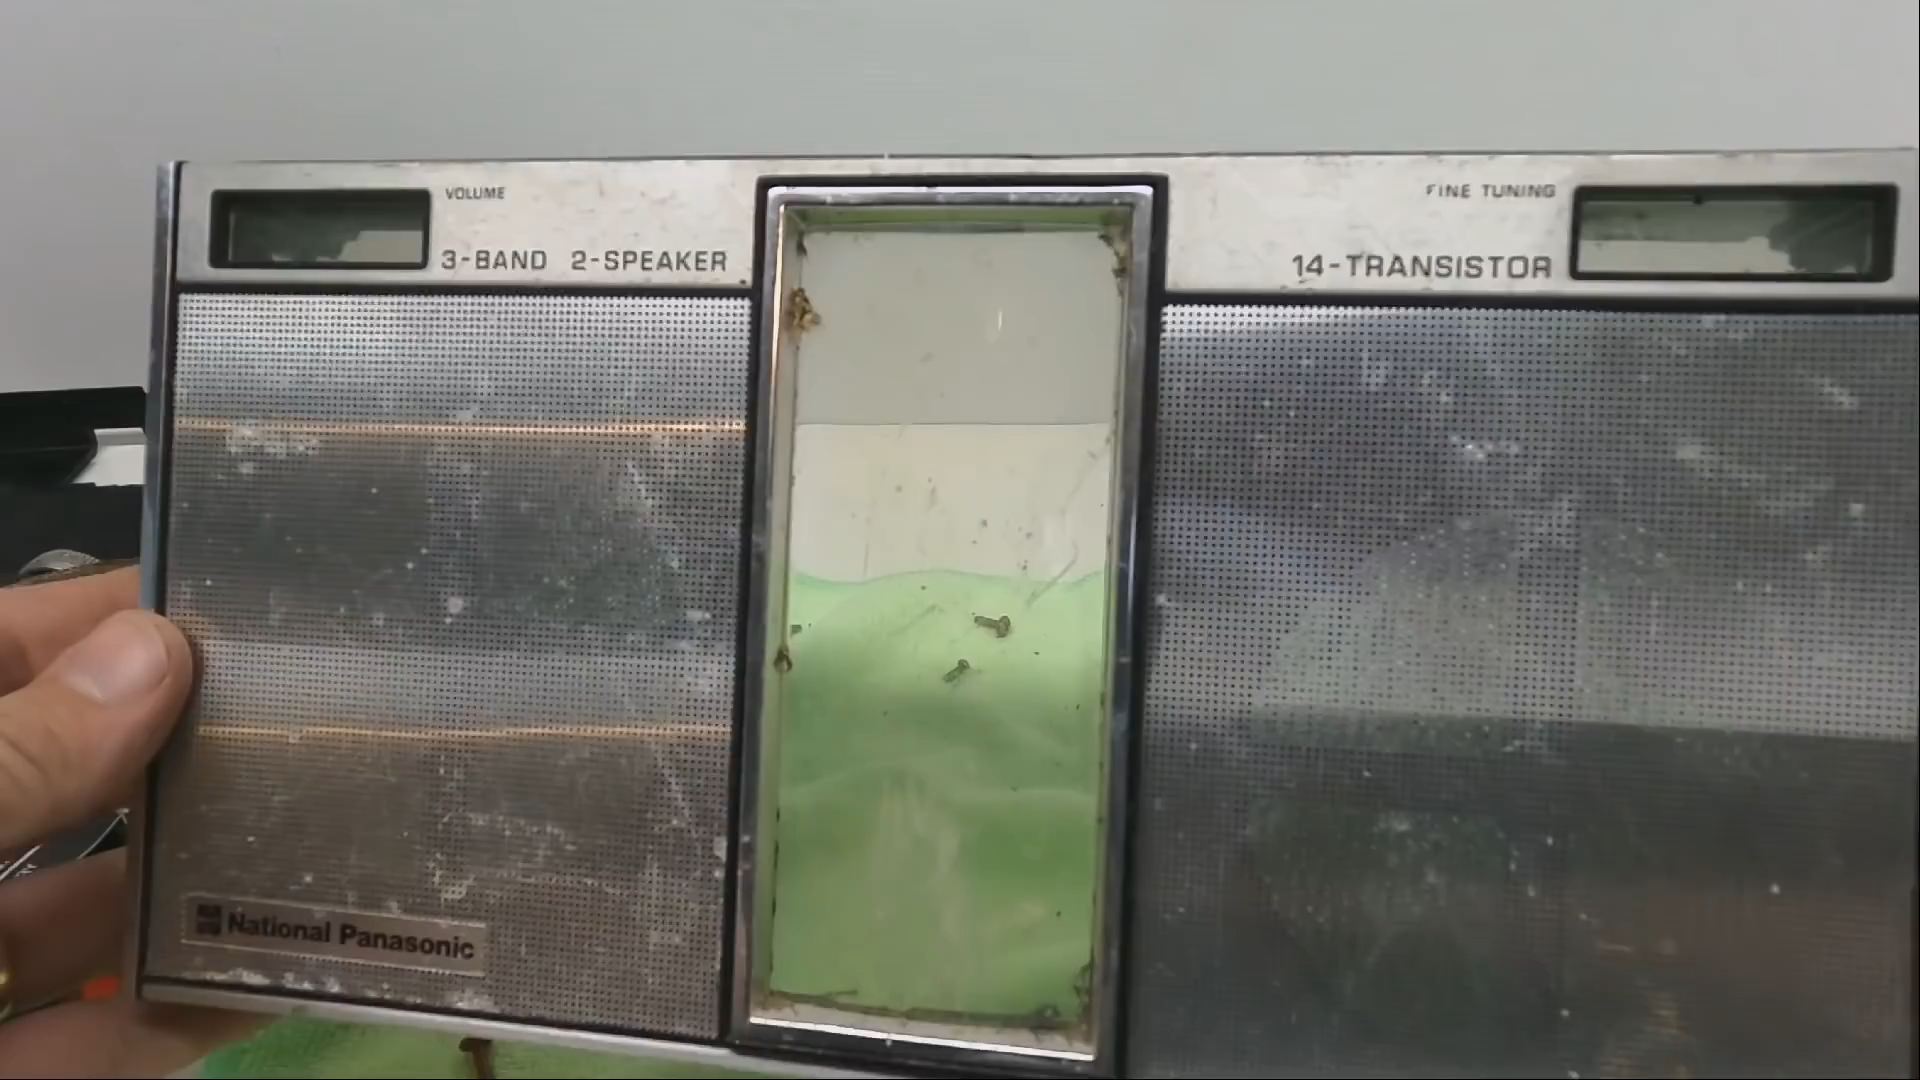 VOLUME
3-BAND 2-SPEAKER
FINE TUNING
14-TRANSISTOR
National Panasonic